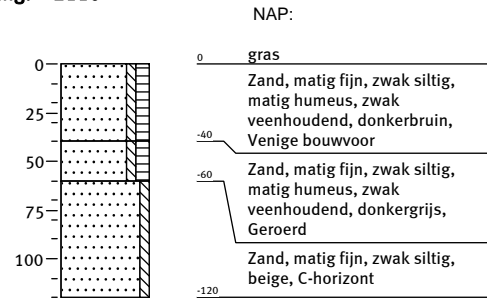 NAP:
0
25
50
75
100
0 gras
Zand, matig fijn, zwak siltig,
matig humeus, zwak
veenhoudend, donkerbruin,
Venige bouwvoor
-40
Zand, matig fijn, zwak siltig,
matig humeus, zwak
veenhoudend, donkergrijs,
Geroerd
-60
Zand, matig fijn, zwak siltig,
beige, C-horizont
-120